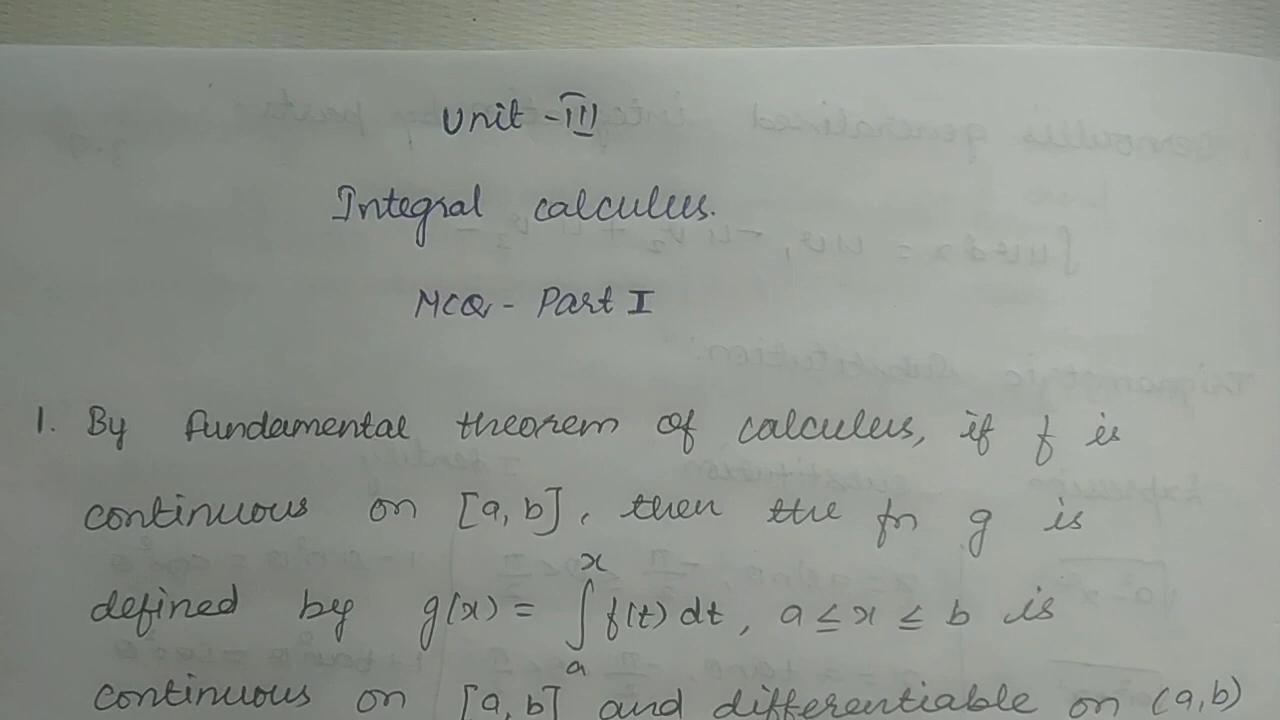 Unit - III
Integral calculus.
MCQ - Part I
1. By fundamental theorem of calculus, if f is
continuous on [a, b], then the fn g is
defined by g(x) = ∫ₐˣ f(t) dt, a ≤ x ≤ b is
continuous on [a, b] and differentiable on (a, b)